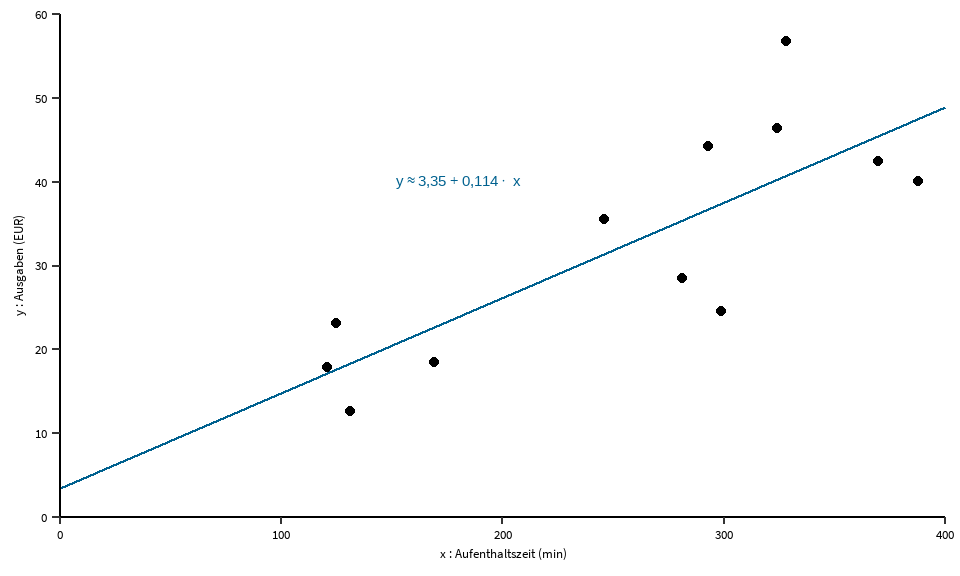 60
50
y ≈ 3,35 + 0,114 · x
40
30
20
10
0
y : Ausgaben (EUR)
0 100 200 300 400
x : Aufenthaltszeit (min)